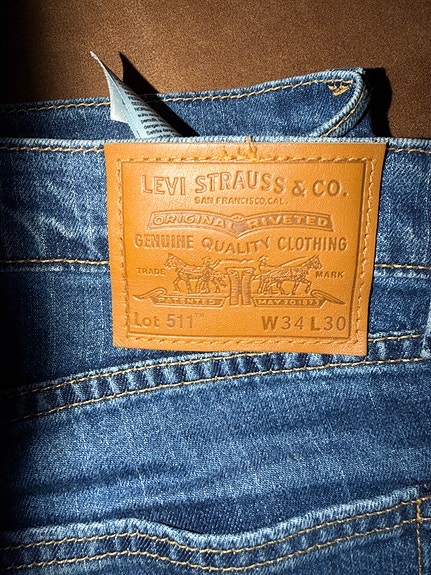 LEVI STRAUSS & CO.
SAN FRANCISCO, CAL.
ORIGINAL RIVETED
GENUINE QUALITY CLOTHING
TRADE MARK
PATENTED MAY 20 1873
Lot 511™ W34 L30